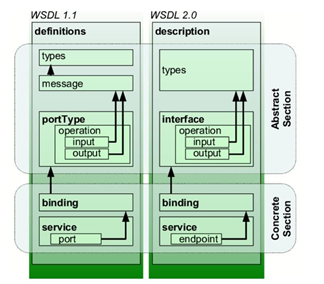 WSDL 1.1
definitions
types
message
portType
operation
input
output
binding
service
port
WSDL 2.0
description
types
interface
operation
input
output
binding
service
endpoint
Abstract
Section
Concrete
Section